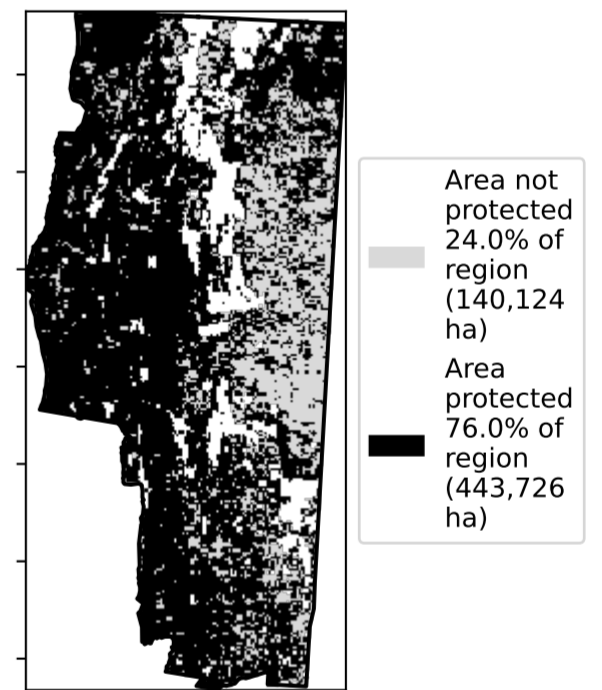 Area not
protected
24.0% of
region
(140,124
ha)
Area
protected
76.0% of
region
(443,726
ha)